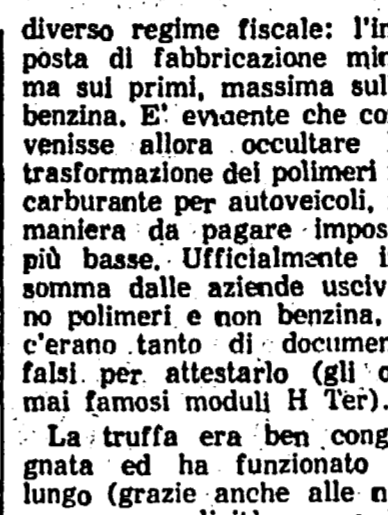 diverso regime fiscale: l'im
posta di fabbricazione min
ma sui primi, massima sul
benzina. E' evidente che co
venisse allora occultare
trasformazione dei polimeri
carburante per autoveicoli,
maniera da pagare impos
più basse. Ufficialmente i
somma dalle aziende usciv
no polimeri e non benzina,
c'erano tanto di documen
falsi per attestarlo (gli o
mai famosi moduli H Ter).
La truffa era ben cong
gnata ed ha funzionato
lungo (grazie anche alle n